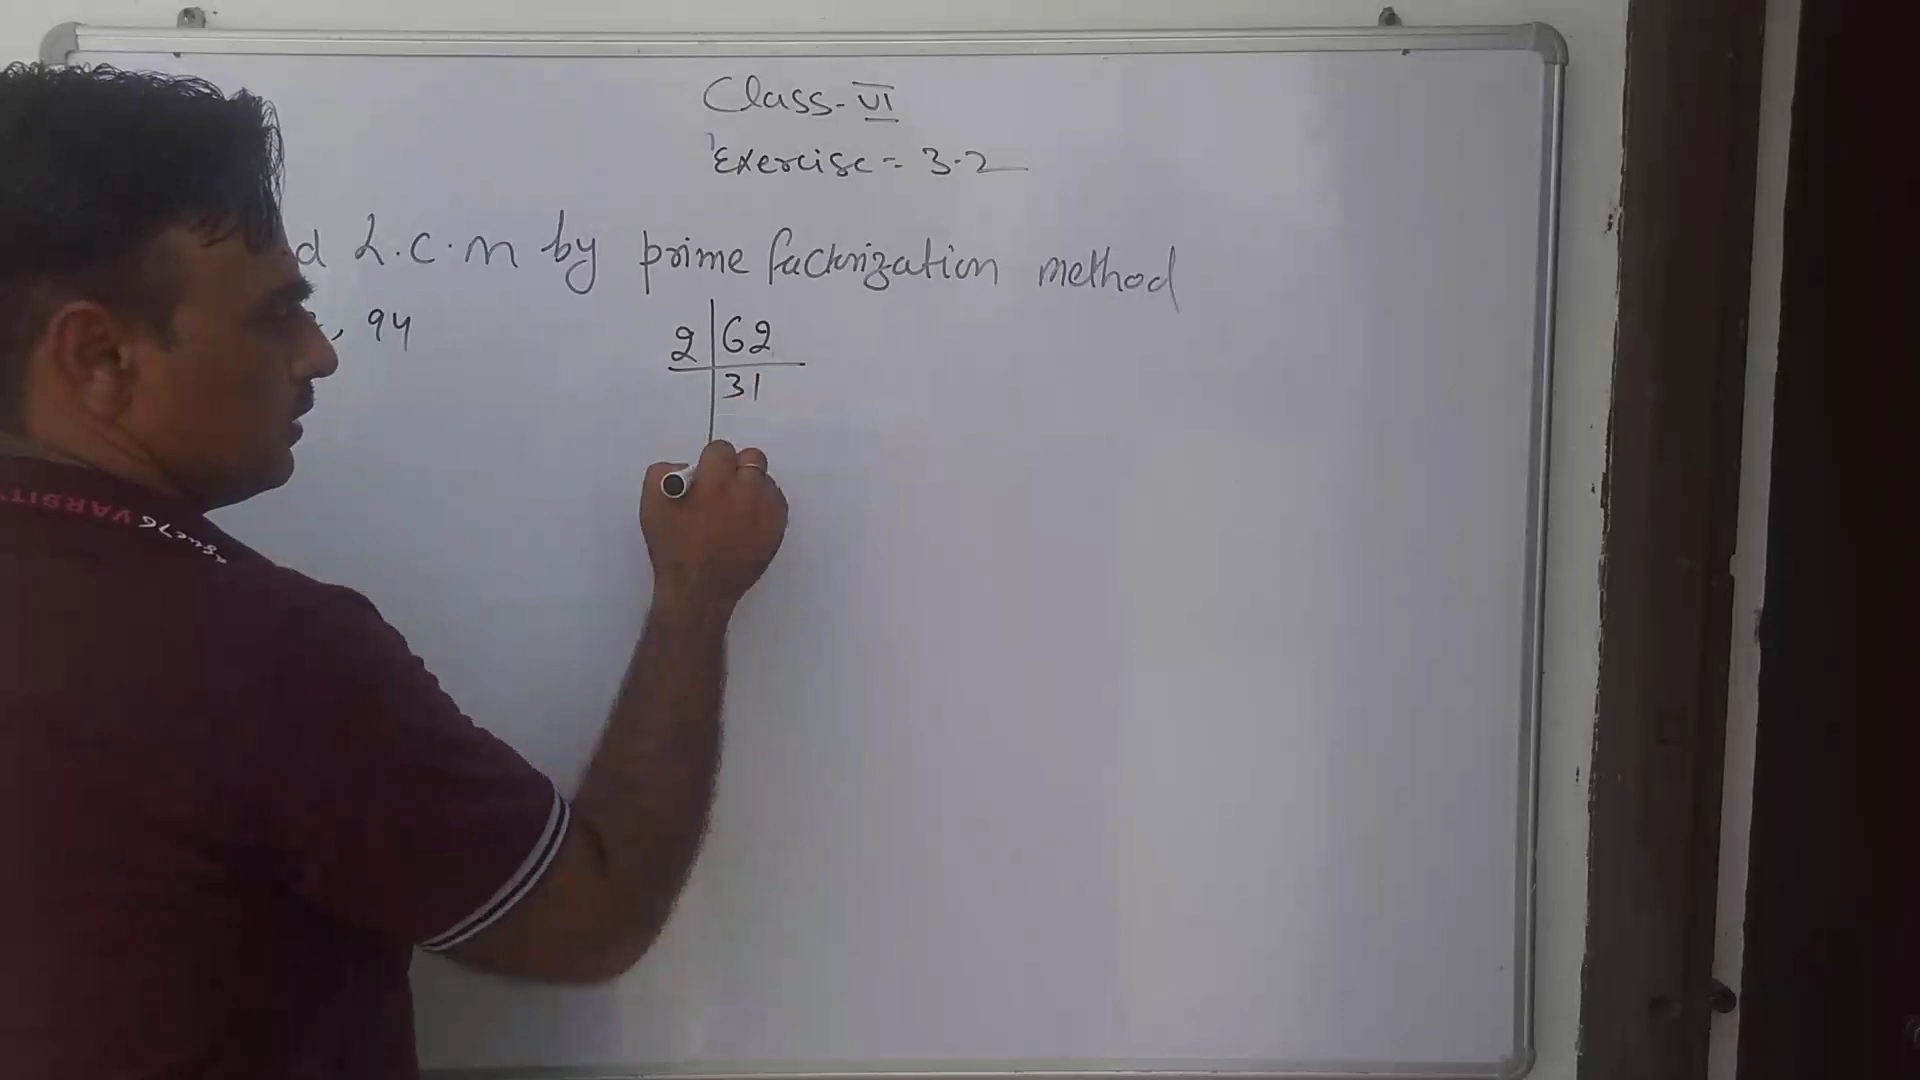 Class - VI
Exercise = 3.2
d L.C.M by prime factorization method
, 94
2 | 62
31
VARSITY